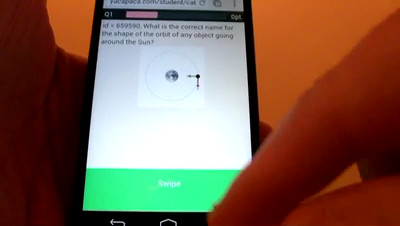 yacapaca.com/student/cat
Q1 0pt
id = 659590, What is the correct name for
the shape of the orbit of any object going
around the Sun?
Swipe